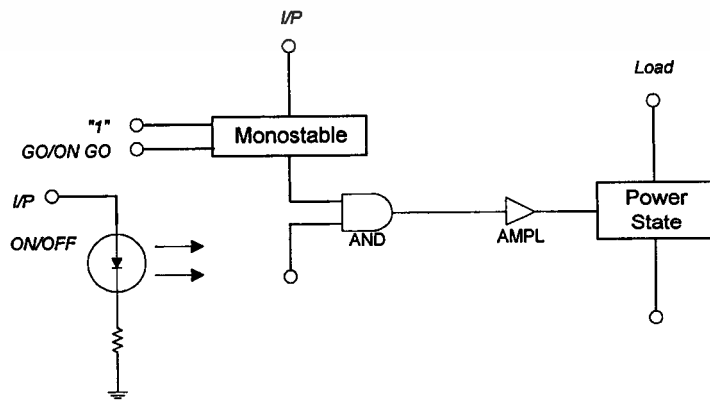 I/P
Load
"1"
Monostable
GO/ON GO
I/P
Power
State
ON/OFF
AND
AMPL